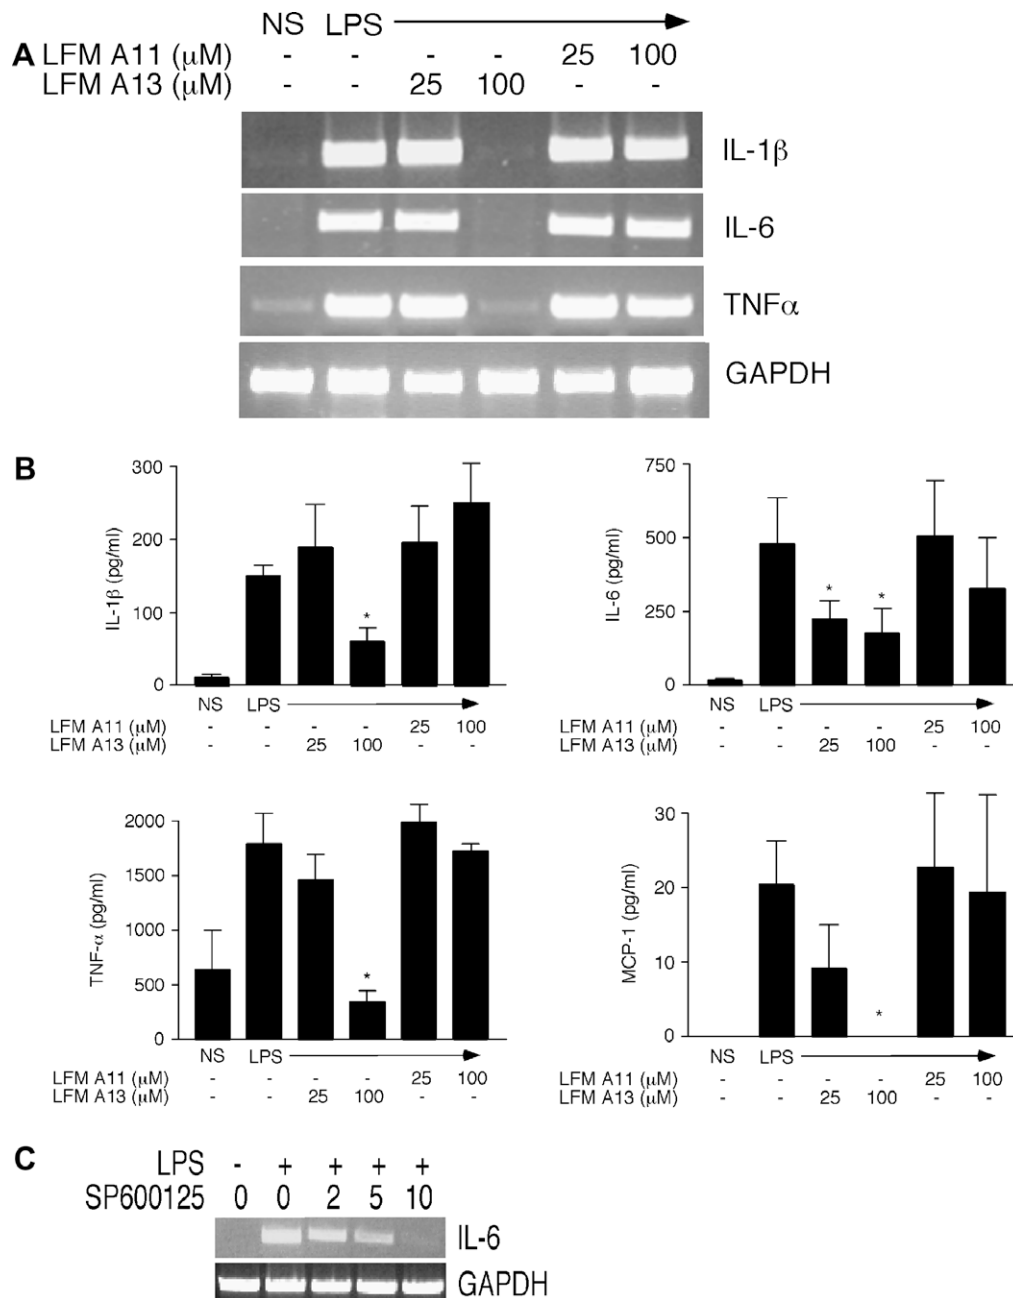 NS LPS
A LFM A11 (μM) - - - - 25 100
LFM A13 (μM) - - 25 100 - -
IL-1β
IL-6
TNFα
GAPDH
B
300
200
100
0
IL-1β (pg/ml)
*
NS LPS
LFM A11 (μM) - - - - 25 100
LFM A13 (μM) - - 25 100 - -
750
500
250
0
IL-6 (pg/ml)
* *
NS LPS
LFM A11 (μM) - - - - 25 100
LFM A13 (μM) - - 25 100 - -
2000
1500
1000
500
0
TNF-α (pg/ml)
*
NS LPS
LFM A11 (μM) - - - - 25 100
LFM A13 (μM) - - 25 100 - -
30
20
10
0
MCP-1 (pg/ml)
*
NS LPS
LFM A11 (μM) - - - - 25 100
LFM A13 (μM) - - 25 100 - -
C
LPS - + + + +
SP600125 0 0 2 5 10
IL-6
GAPDH